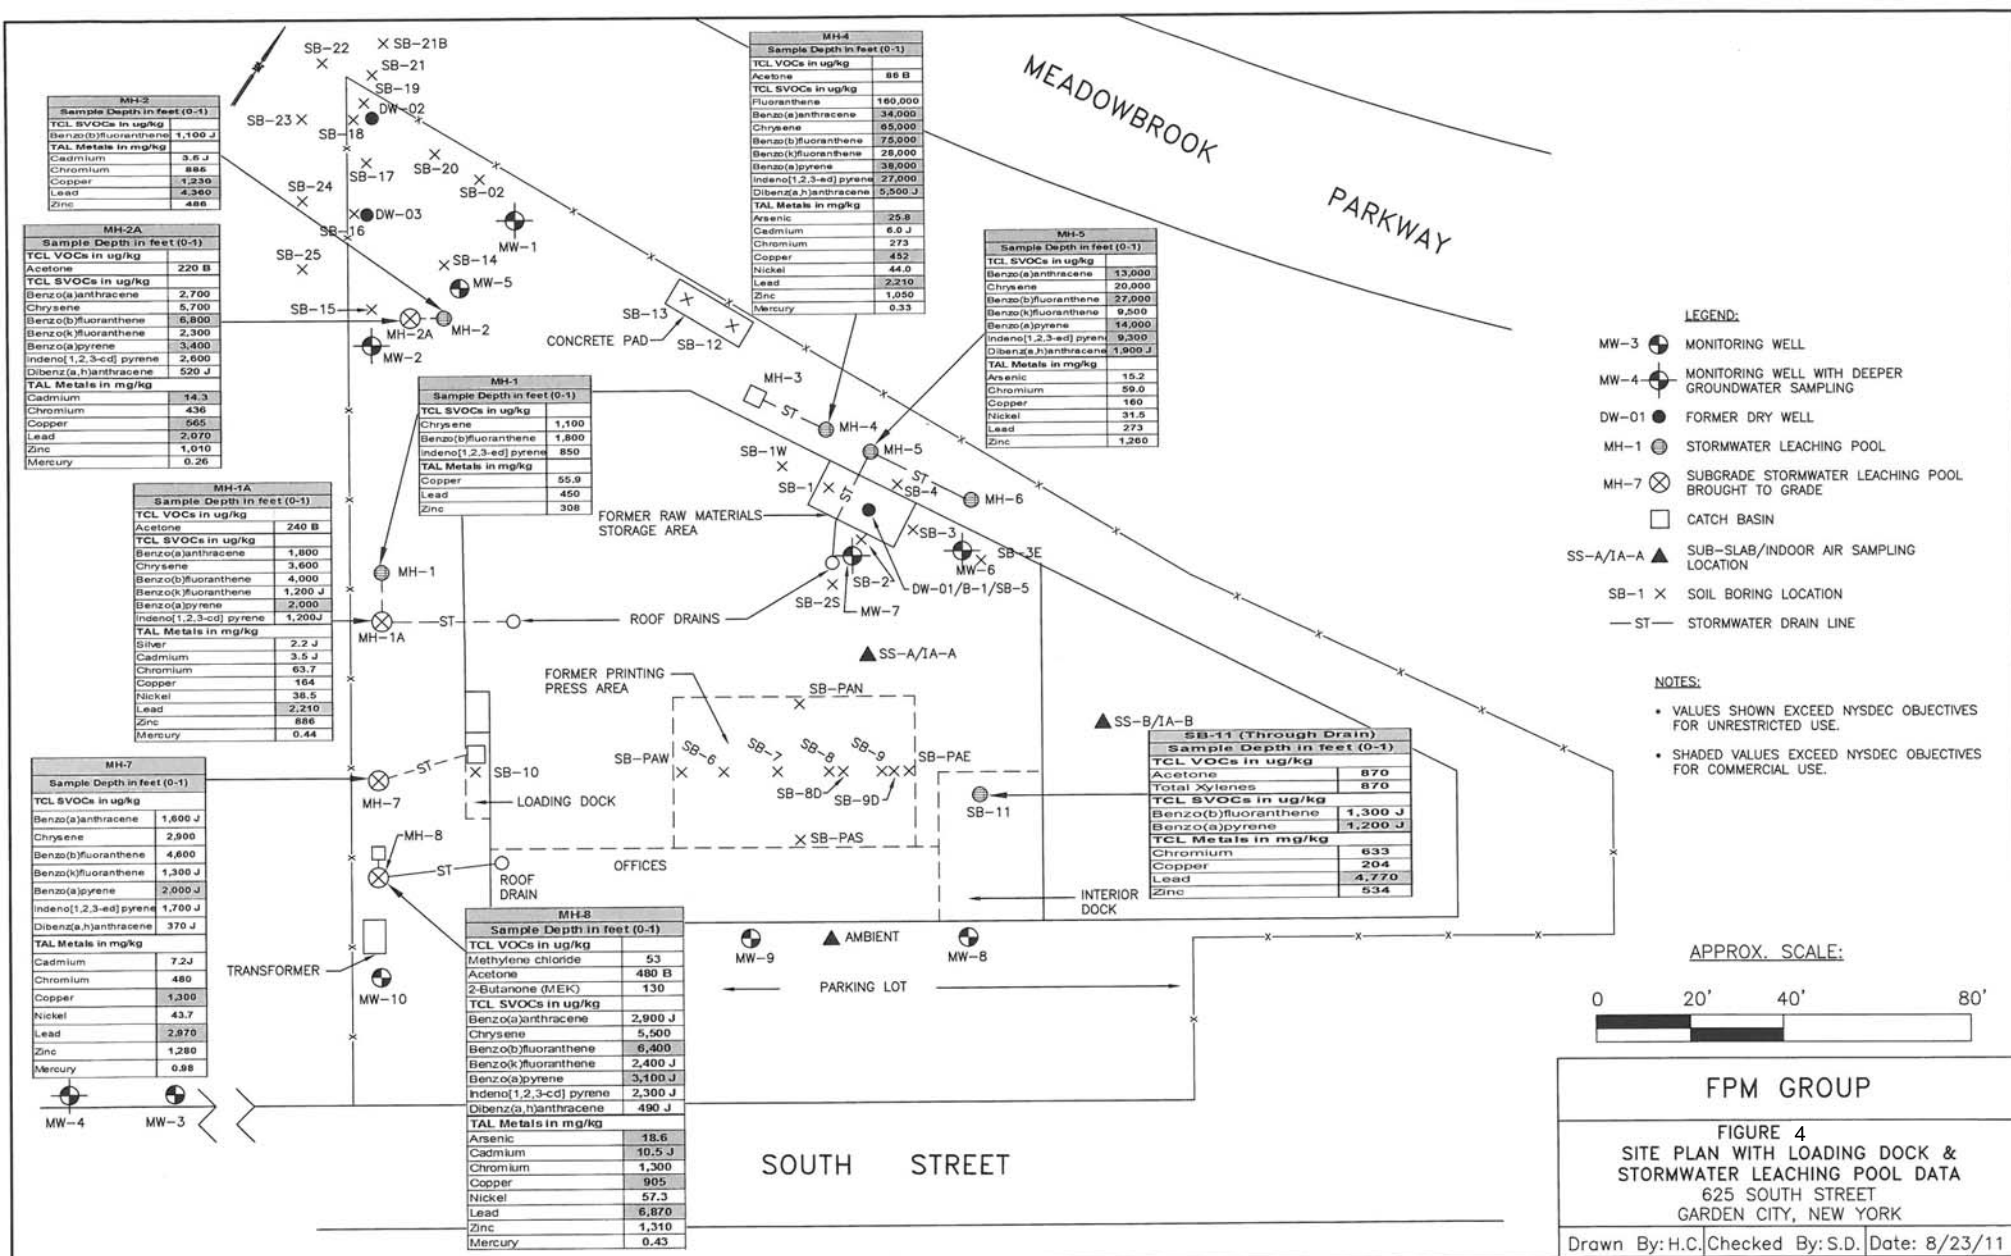 MEADOWBROOK PARKWAY
SB-22
SB-21B
SB-21
SB-19
DW-02
SB-23
SB-18
SB-20
SB-17
SB-02
SB-24
DW-03
SB-16
MW-1
SB-25
SB-14
MW-5
SB-15
MH-2A
MH-2
MW-2
SB-13
CONCRETE PAD
SB-12
MH-2
Sample Depth in feet (0-1)
TCL SVOCs in ug/kg
Benzo(b)fluoranthene 1,100 J
TAL Metals in mg/kg
Cadmium 3.6 J
Chromium 886
Copper 1,230
Lead 4,360
Zinc 486
MH-2A
Sample Depth in feet (0-1)
TCL VOCs in ug/kg
Acetone 220 B
TCL SVOCs in ug/kg
Benzo(a)anthracene 2,700
Chrysene 5,700
Benzo(b)fluoranthene 6,800
Benzo(k)fluoranthene 2,300
Benzo(a)pyrene 3,400
Indeno[1,2,3-cd] pyrene 2,600
Dibenz(a,h)anthracene 520 J
TAL Metals in mg/kg
Cadmium 14.3
Chromium 436
Copper 565
Lead 2,070
Zinc 1,010
Mercury 0.26
MH-4
Sample Depth in feet (0-1)
TCL VOCs in ug/kg
Acetone 86 B
TCL SVOCs in ug/kg
Fluoranthene 160,000
Benzo(a)anthracene 34,000
Chrysene 65,000
Benzo(b)fluoranthene 75,000
Benzo(k)fluoranthene 28,000
Benzo(a)pyrene 38,000
Indeno[1,2,3-ed] pyrene 27,000
Dibenz(a,h)anthracene 5,500 J
TAL Metals in mg/kg
Arsenic 25.8
Cadmium 6.0 J
Chromium 273
Copper 452
Nickel 44.0
Lead 2,210
Zinc 1,050
Mercury 0.33
MH-5
Sample Depth in feet (0-1)
TCL SVOCs in ug/kg
Benzo(a)anthracene 13,000
Chrysene 20,000
Benzo(b)fluoranthene 27,000
Benzo(k)fluoranthene 9,500
Benzo(a)pyrene 14,000
Indeno[1,2,3-ed] pyren 9,300
Dibenz(a,h)anthracene 1,900 J
TAL Metals in mg/kg
Arsenic 15.2
Chromium 59.0
Copper 160
Nickel 31.5
Lead 273
Zinc 1,260
MH-1
Sample Depth in feet (0-1)
TCL SVOCs in ug/kg
Chrysene 1,100
Benzo(b)fluoranthene 1,800
Indeno[1,2,3-ed] pyrene 850
TAL Metals in mg/kg
Copper 55.9
Lead 450
Zinc 308
MH-1A
Sample Depth in feet (0-1)
TCL VOCs in ug/kg
Acetone 240 B
TCL SVOCs in ug/kg
Benzo(a)anthracene 1,800
Chrysene 3,600
Benzo(b)fluoranthene 4,000
Benzo(k)fluoranthene 1,200 J
Benzo(a)pyrene 2,000
Indeno[1,2,3-cd] pyrene 1,200J
TAL Metals in mg/kg
Silver 2.2 J
Cadmium 3.5 J
Chromium 63.7
Copper 164
Nickel 38.5
Lead 2,210
Zinc 886
Mercury 0.44
MH-3
ST
MH-4
MH-5
SB-1W
ST
SB-1
ST
SB-4
MH-6
FORMER RAW MATERIALS
STORAGE AREA
SB-3
SB-3E
MW-6
SB-2
DW-01/B-1/SB-5
SB-2S
MW-7
MH-1
MH-1A
ST
ROOF DRAINS
SS-A/IA-A
FORMER PRINTING
PRESS AREA
SB-PAN
SS-B/IA-B
SB-PAW
SB-6
SB-7
SB-8
SB-9
SB-PAE
SB-8D
SB-9D
SB-PAS
SB-11
ST
SB-10
MH-7
LOADING DOCK
MH-8
ST
ROOF
DRAIN
OFFICES
INTERIOR
DOCK
TRANSFORMER
MW-10
MW-9
AMBIENT
MW-8
PARKING LOT
MW-4
MW-3
SOUTH STREET
SB-11 (Through Drain)
Sample Depth in feet (0-1)
TCL VOCs in ug/kg
Acetone 870
Total Xylenes 870
TCL SVOCs in ug/kg
Benzo(b)fluoranthene 1,300 J
Benzo(a)pyrene 1,200 J
TCL Metals in mg/kg
Chromium 633
Copper 204
Lead 4,770
Zinc 534
MH-7
Sample Depth in feet (0-1)
TCL SVOCs in ug/kg
Benzo(a)anthracene 1,600 J
Chrysene 2,900
Benzo(b)fluoranthene 4,600
Benzo(k)fluoranthene 1,300 J
Benzo(a)pyrene 2,000 J
Indeno[1,2,3-ed] pyrene 1,700 J
Dibenz(a,h)anthracene 370 J
TAL Metals in mg/kg
Cadmium 7.2J
Chromium 480
Copper 1,300
Nickel 43.7
Lead 2,970
Zinc 1,280
Mercury 0.98
MH-8
Sample Depth in feet (0-1)
TCL VOCs in ug/kg
Methylene chloride 53
Acetone 480 B
2-Butanone (MEK) 130
TCL SVOCs in ug/kg
Benzo(a)anthracene 2,900 J
Chrysene 5,500
Benzo(b)fluoranthene 6,400
Benzo(k)fluoranthene 2,400 J
Benzo(a)pyrene 3,100 J
Indeno[1,2,3-cd] pyrene 2,300 J
Dibenz(a,h)anthracene 490 J
TAL Metals in mg/kg
Arsenic 18.6
Cadmium 10.5 J
Chromium 1,300
Copper 905
Nickel 57.3
Lead 6,870
Zinc 1,310
Mercury 0.43
LEGEND:
MW-3 MONITORING WELL
MW-4 MONITORING WELL WITH DEEPER
GROUNDWATER SAMPLING
DW-01 FORMER DRY WELL
MH-1 STORMWATER LEACHING POOL
MH-7 SUBGRADE STORMWATER LEACHING POOL
BROUGHT TO GRADE
CATCH BASIN
SS-A/IA-A SUB-SLAB/INDOOR AIR SAMPLING
LOCATION
SB-1 SOIL BORING LOCATION
ST STORMWATER DRAIN LINE
NOTES:
• VALUES SHOWN EXCEED NYSDEC OBJECTIVES
FOR UNRESTRICTED USE.
• SHADED VALUES EXCEED NYSDEC OBJECTIVES
FOR COMMERCIAL USE.
APPROX. SCALE:
0 20' 40' 80'
FPM GROUP
FIGURE 4
SITE PLAN WITH LOADING DOCK &
STORMWATER LEACHING POOL DATA
625 SOUTH STREET
GARDEN CITY, NEW YORK
Drawn By: H.C. Checked By: S.D. Date: 8/23/11